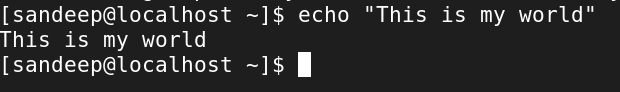 [sandeep@localhost ~]$ echo "This is my world"
This is my world
[sandeep@localhost ~]$